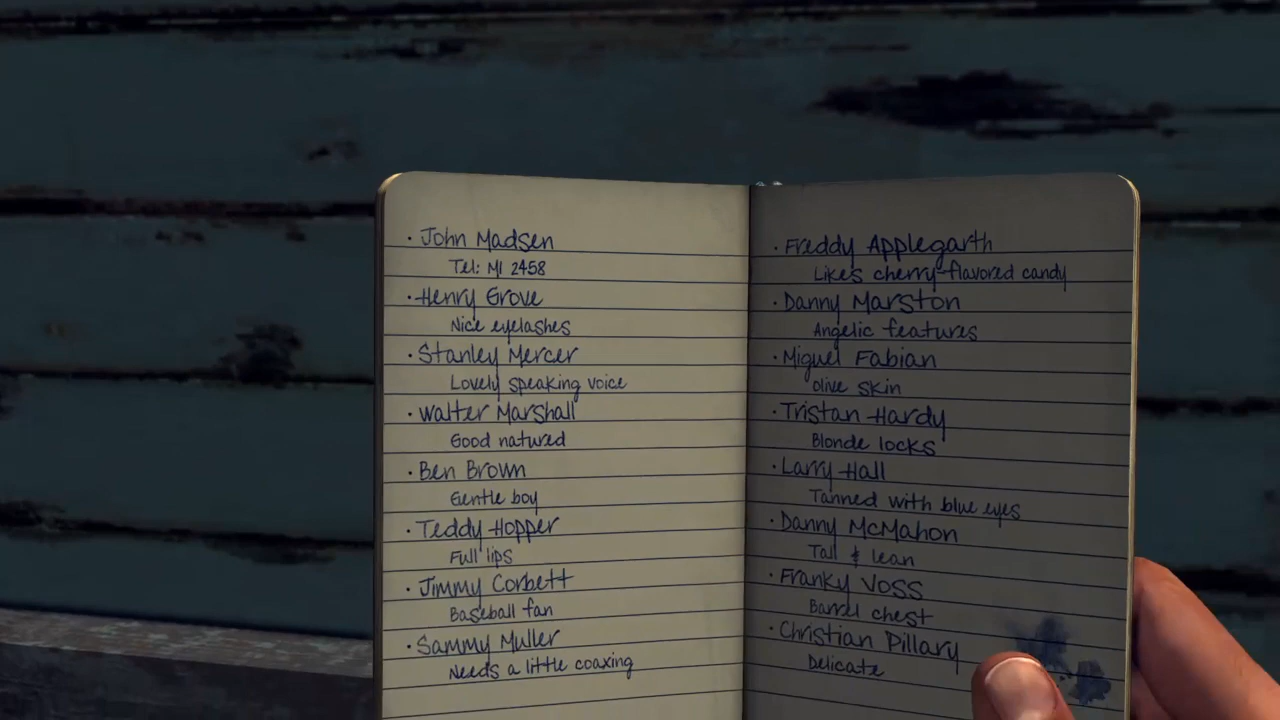 · John Madsen
Tel: MI 2458
· Henry Grove
Nice eyelashes
· Stanley Mercer
Lovely speaking voice
· Walter Marshall
Good natured
· Ben Brown
Gentle boy
· Teddy Hopper
Full lips
· Jimmy Corbett
Baseball fan
· Sammy Muller
Needs a little coaxing
· Freddy Applegarth
Likes cherry-flavored candy
· Danny Marston
Angelic features
· Miguel Fabian
olive skin
· Tristan Hardy
Blonde locks
· Larry Hall
Tanned with blue eyes
· Danny McMahon
Tall & lean
· Franky Voss
Barrel chest
· Christian Pillary
Delicate